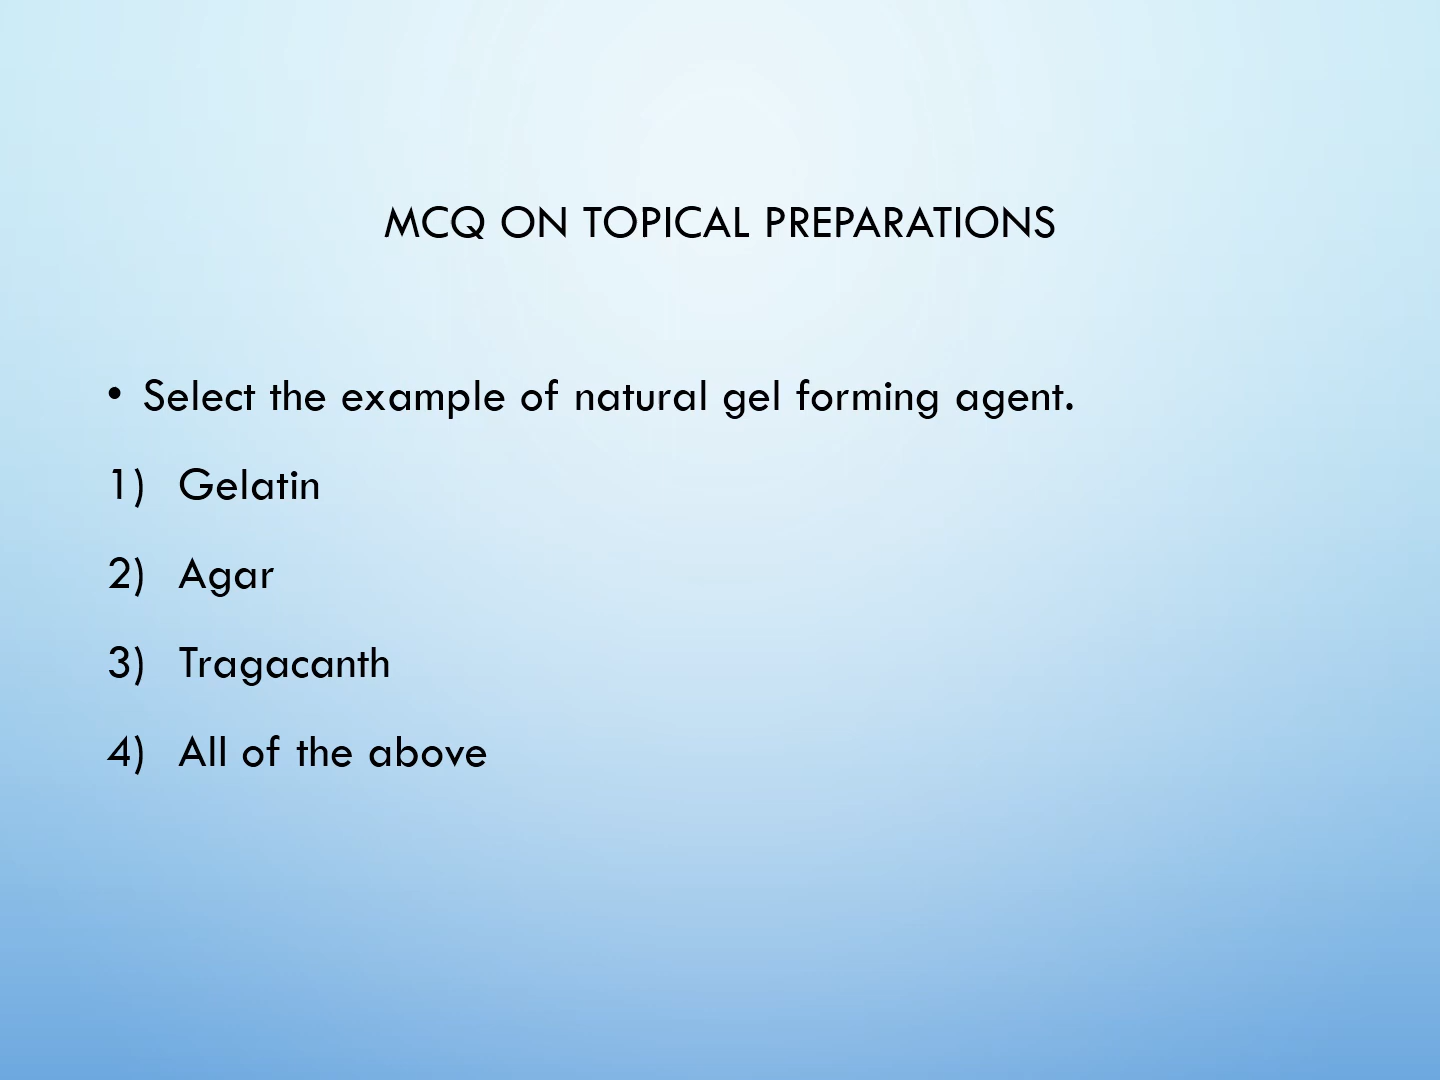 MCQ ON TOPICAL PREPARATIONS
• Select the example of natural gel forming agent.
1) Gelatin
2) Agar
3) Tragacanth
4) All of the above